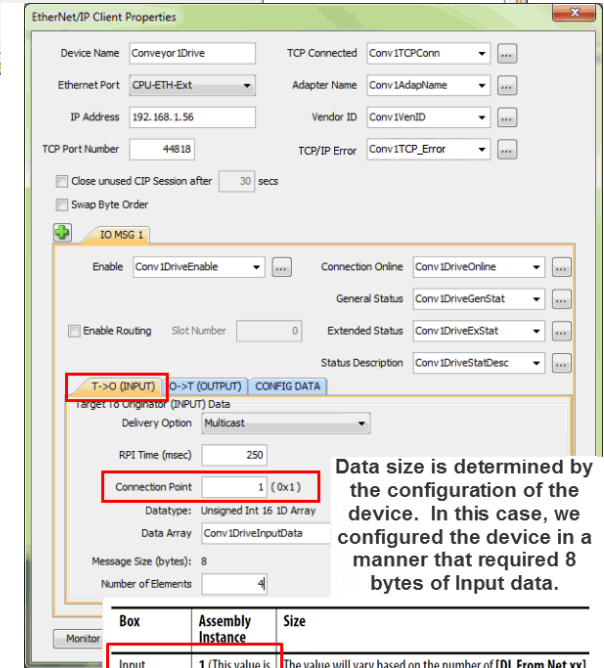 EtherNet/IP Client Properties
Device Name Conveyor1Drive TCP Connected Conv1TCPConn ...
Ethernet Port CPU-ETH-Ext Adapter Name Conv1AdapName ...
IP Address 192.168.1.56 Vendor ID Conv1VenID ...
TCP Port Number 44818 TCP/IP Error Conv1TCP_Error ...
Close unused CIP Session after 30 secs
Swap Byte Order
IO MSG 1
Enable Conv1DriveEnable ... Connection Online Conv1DriveOnline ...
General Status Conv1DriveGenStat ...
Enable Routing Slot Number 0 Extended Status Conv1DriveExStat ...
Status Description Conv1DriveStatDesc ...
T->O (INPUT) O->T (OUTPUT) CONFIG DATA
Target To Originator (INPUT) Data
Delivery Option Multicast
RPI Time (msec) 250
Connection Point 1 (0x1)
Datatype: Unsigned Int 16 1D Array
Data Array Conv1DriveInputData
Message Size (bytes): 8
Number of Elements 4
Data size is determined by
the configuration of the
device. In this case, we
configured the device in a
manner that required 8
bytes of Input data.
Monitor
Box Assembly Instance Size
Input 1 (This value is The value will vary based on the number of [DL From Net xx]